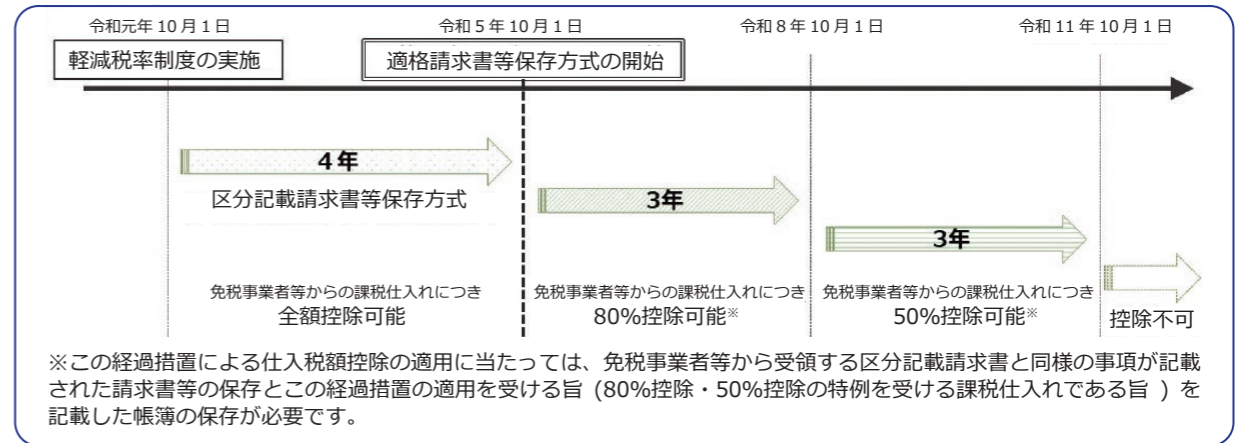 令和元年 10 月 1 日
令和 5 年 10 月 1 日
令和 8 年 10 月 1 日
令和 11 年 10 月 1 日
軽減税率制度の実施
適格請求書等保存方式の開始
4年
区分記載請求書等保存方式
3年
3年
免税事業者等からの課税仕入れにつき
全額控除可能
免税事業者等からの課税仕入れにつき
80%控除可能※
免税事業者等からの課税仕入れにつき
50%控除可能※
控除不可
※この経過措置による仕入税額控除の適用に当たっては、免税事業者等から受領する区分記載請求書と同様の事項が記載
された請求書等の保存とこの経過措置の適用を受ける旨 (80%控除・50%控除の特例を受ける課税仕入れである旨 ) を
記載した帳簿の保存が必要です。